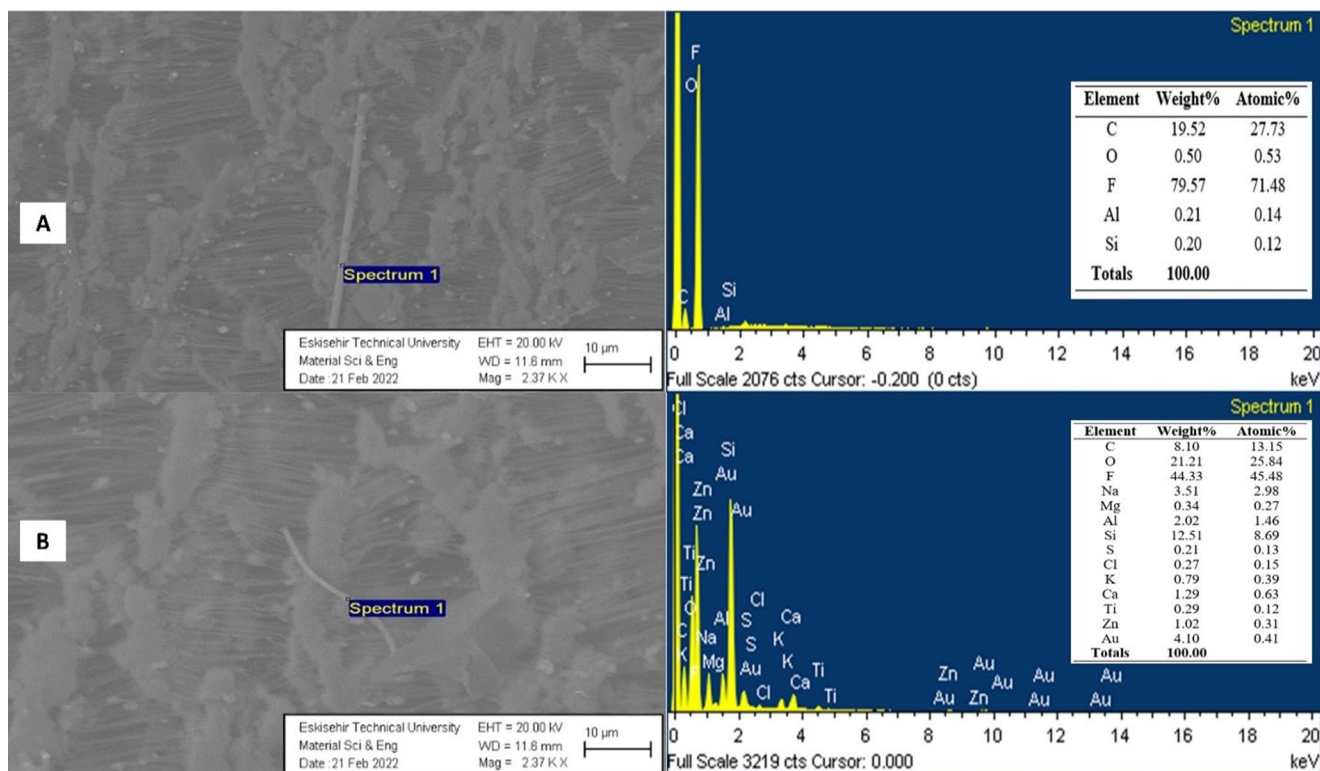 A
Spectrum 1
Eskisehir Technical University EHT = 20.00 kV 10 µm
Material Sci & Eng WD = 11.6 mm
Date :21 Feb 2022 Mag = 2.37 K X
Spectrum 1
F
O
C
Si
Al
Element Weight% Atomic%
C 19.52 27.73
O 0.50 0.53
F 79.57 71.48
Al 0.21 0.14
Si 0.20 0.12
Totals 100.00
0 2 4 6 8 10 12 14 16 18 20
Full Scale 2076 cts Cursor: -0.200 (0 cts) keV
B
Spectrum 1
Eskisehir Technical University EHT = 20.00 kV 10 µm
Material Sci & Eng WD = 11.6 mm
Date :21 Feb 2022 Mag = 2.37 K X
Spectrum 1
Cl
Ca
Ca
Si
Au
Zn
Zn
Au
Ti
Zn
Ti
O
Cl
C
Na
Al
S
Ca
K
K
Mg
S
K
Au
Ca
Ti
Cl
Ti
Zn
Au
Au
Au
Au
Au
Zn
Au
Au
Element Weight% Atomic%
C 8.10 13.15
O 21.21 25.84
F 44.33 45.48
Na 3.51 2.98
Mg 0.34 0.27
Al 2.02 1.46
Si 12.51 8.69
S 0.21 0.13
Cl 0.27 0.15
K 0.79 0.39
Ca 1.29 0.63
Ti 0.29 0.12
Zn 1.02 0.31
Au 4.10 0.41
Totals 100.00
0 2 4 6 8 10 12 14 16 18 20
Full Scale 3219 cts Cursor: 0.000 keV